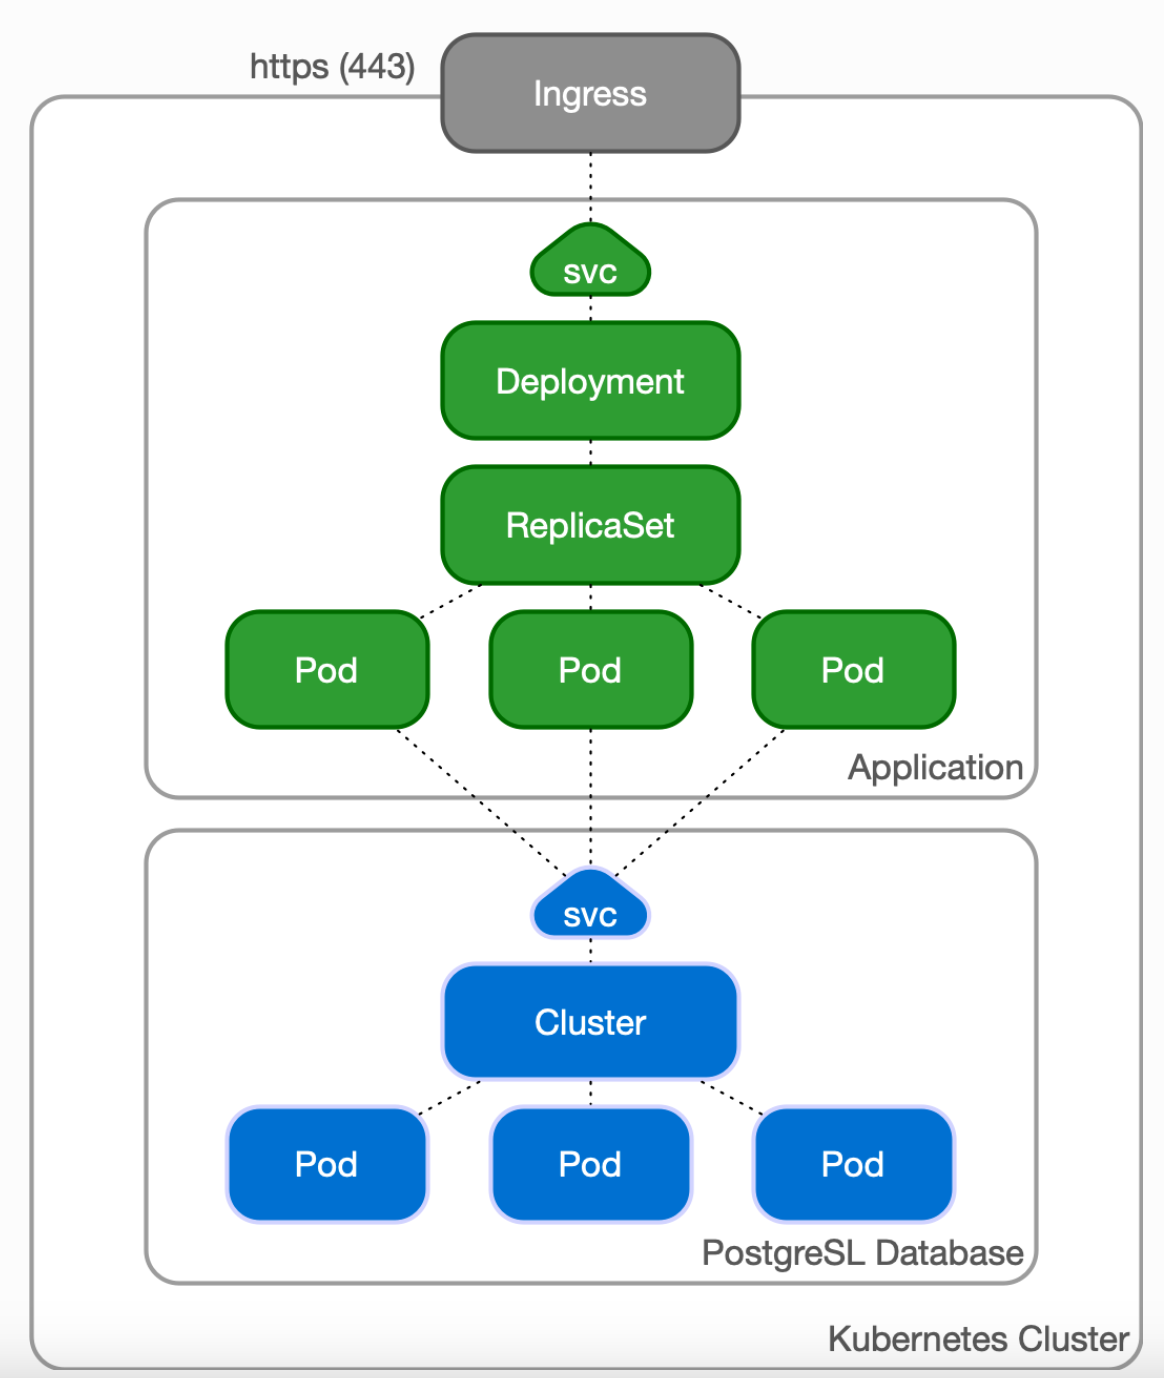 https (443)
Ingress
svc
Deployment
ReplicaSet
Pod
Pod
Pod
Application
svc
Cluster
Pod
Pod
Pod
PostgreSL Database
Kubernetes Cluster